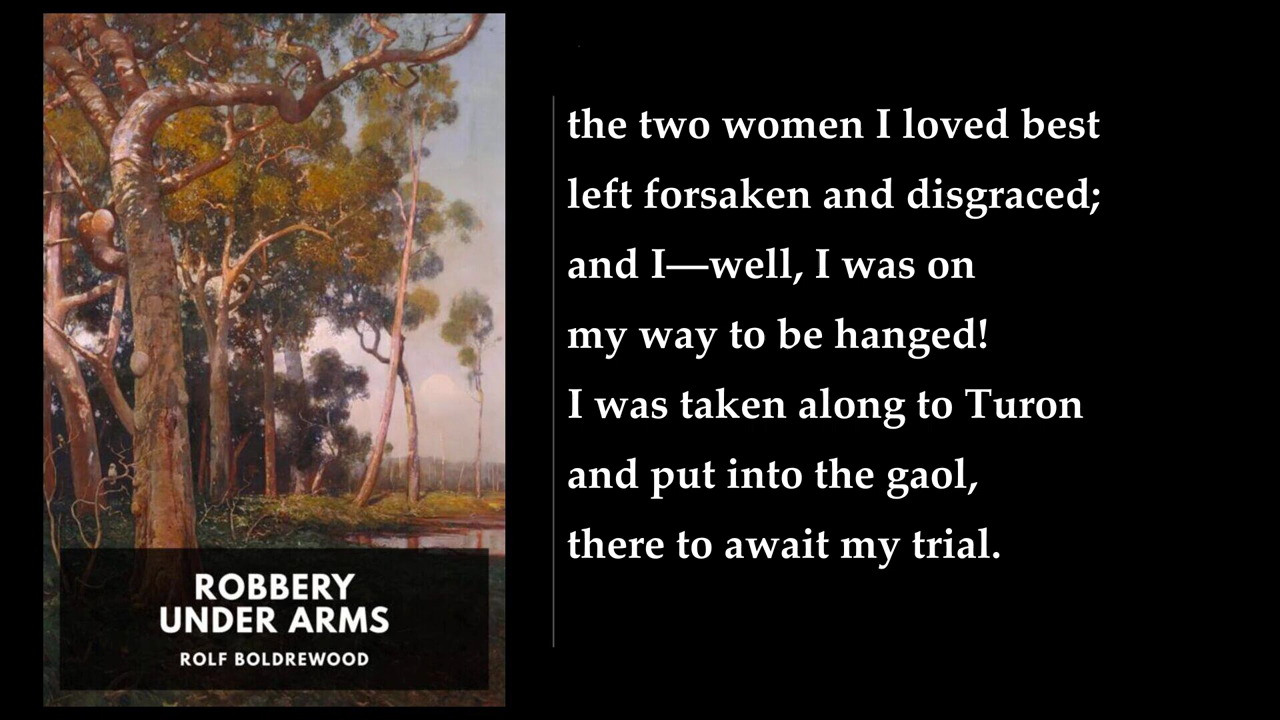 the two women I loved best
left forsaken and disgraced;
and I—well, I was on
my way to be hanged!
I was taken along to Turon
and put into the gaol,
there to await my trial.
ROBBERY
UNDER ARMS
ROLF BOLDREWOOD